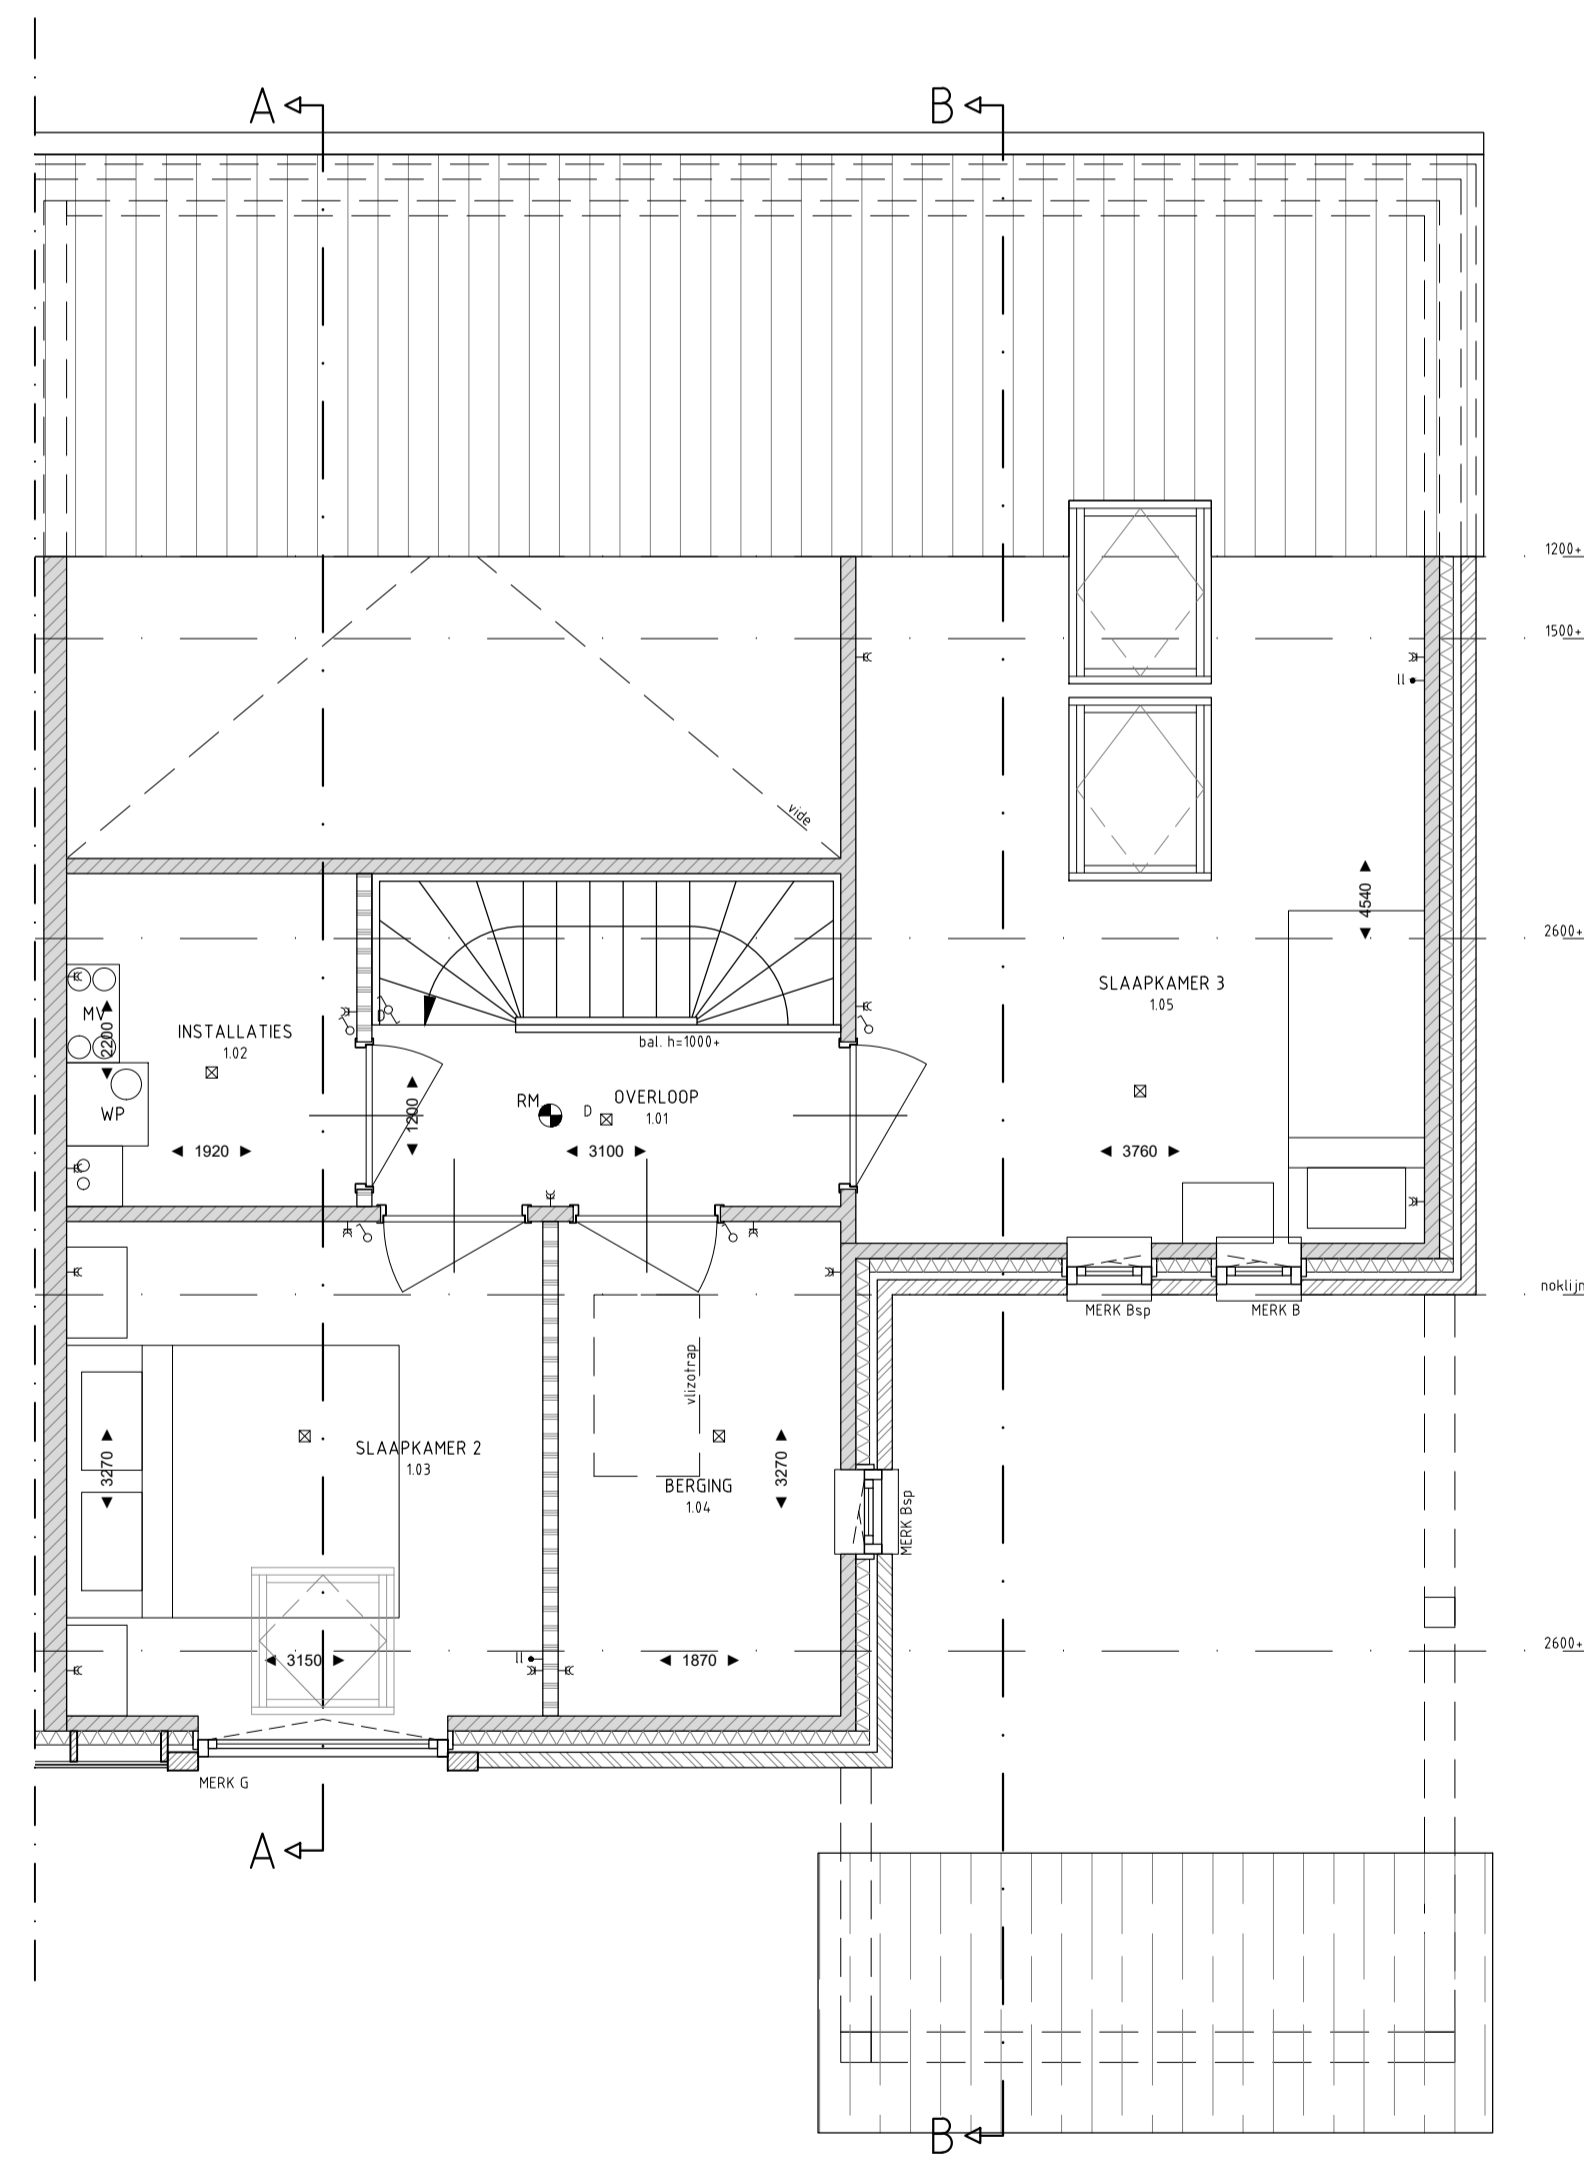 A
B
1200+
1500+
vide
4540
2600+
SLAAPKAMER 3
1.05
MV
2200
INSTALLATIES
1.02
D
bal. h=1000+
WP
1200
RM
D
OVERLOOP
1.01
1920
3100
3760
noklijn
MERK Bsp
MERK B
vlizotrap
3270
SLAAPKAMER 2
1.03
3270
BERGING
1.04
MERK Bsp
2600+
3150
1870
MERK G
A
B